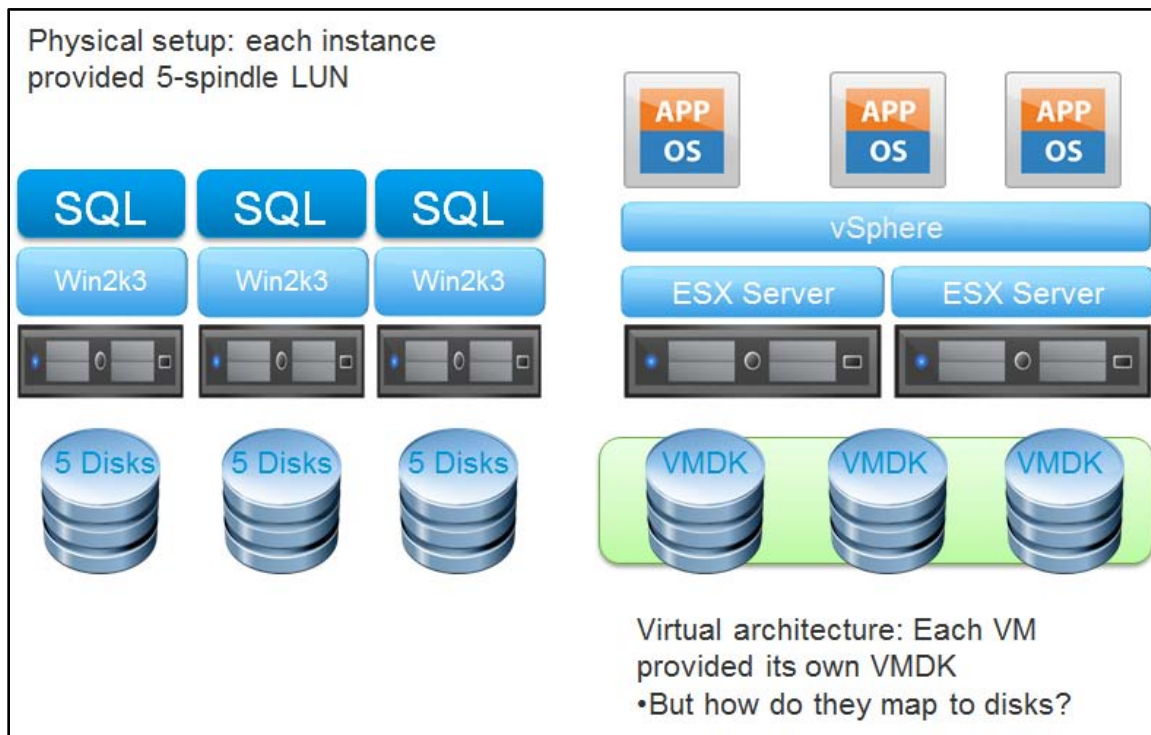 Physical setup: each instance
provided 5-spindle LUN
SQL
SQL
SQL
Win2k3
Win2k3
Win2k3
5 Disks
5 Disks
5 Disks
APP
OS
APP
OS
APP
OS
vSphere
ESX Server
ESX Server
VMDK
VMDK
VMDK
Virtual architecture: Each VM
provided its own VMDK
•But how do they map to disks?